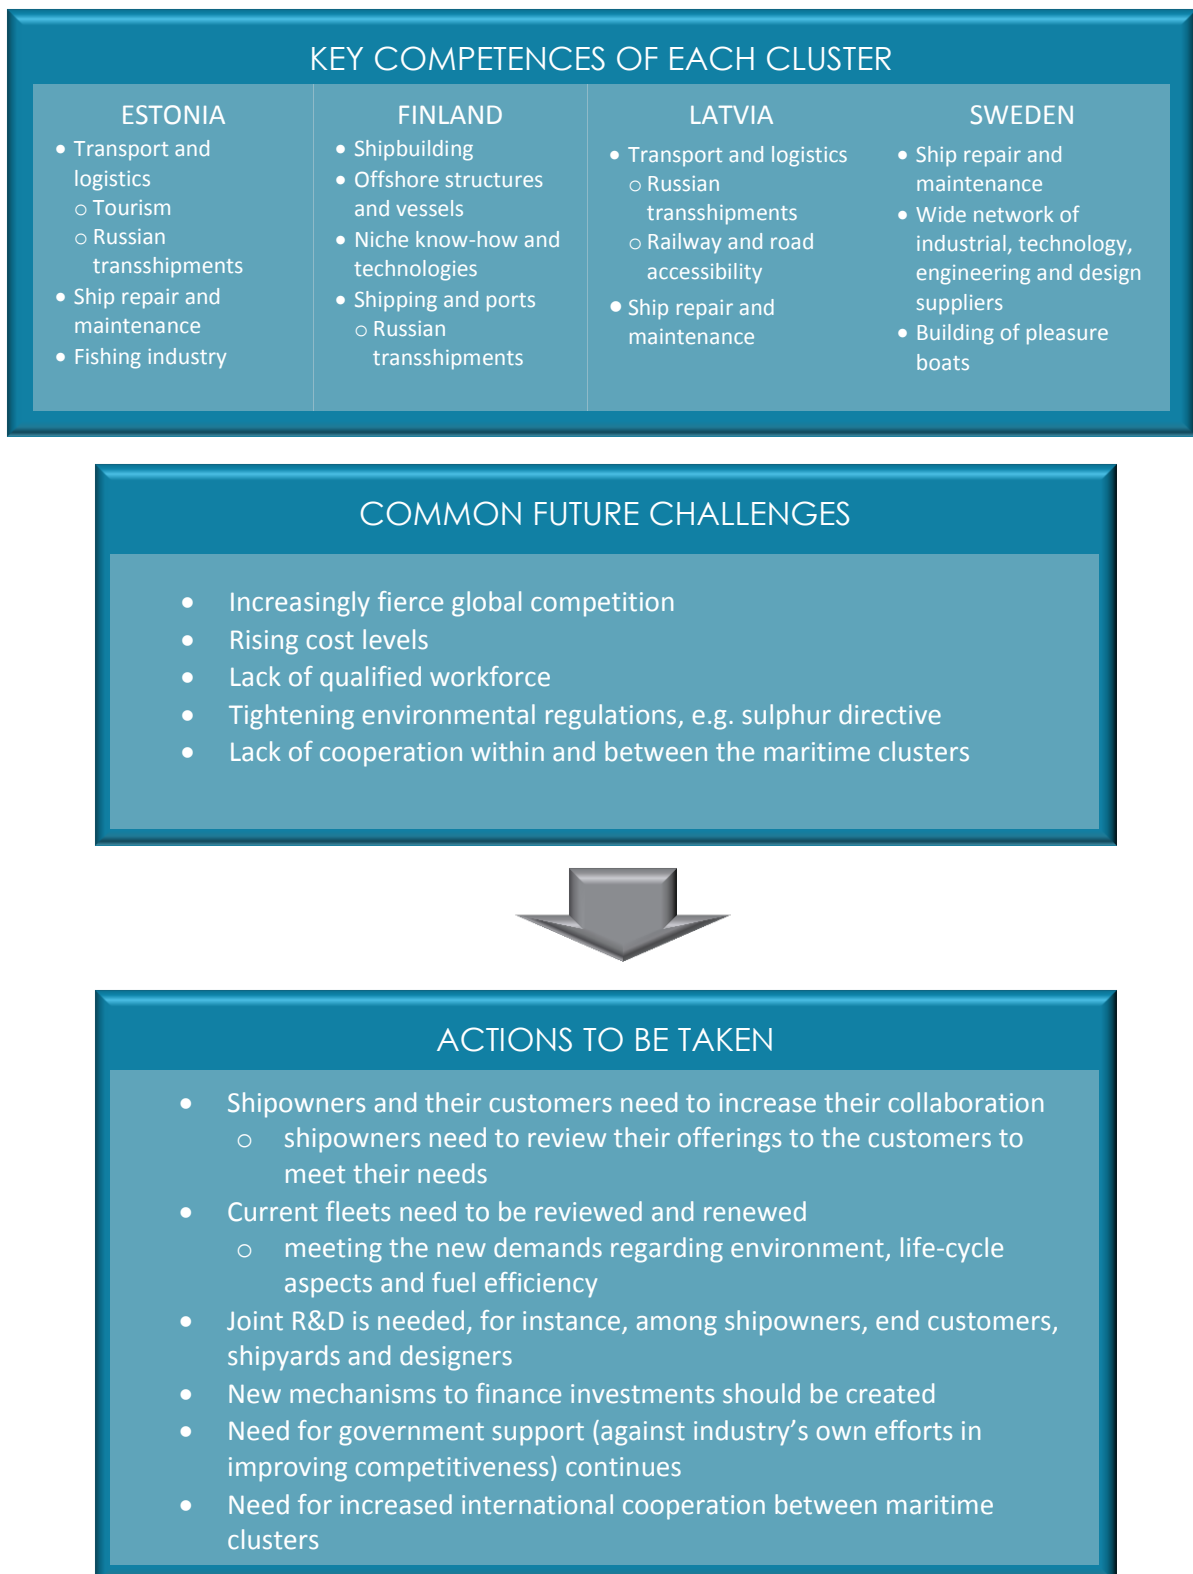 KEY COMPETENCES OF EACH CLUSTER
ESTONIA
• Transport and
logistics
o Tourism
o Russian
transshipments
• Ship repair and
maintenance
• Fishing industry
FINLAND
• Shipbuilding
• Offshore structures
and vessels
• Niche know-how and
technologies
• Shipping and ports
o Russian
transshipments
LATVIA
• Transport and logistics
o Russian
transshipments
o Railway and road
accessibility
• Ship repair and
maintenance
SWEDEN
• Ship repair and
maintenance
• Wide network of
industrial, technology,
engineering and design
suppliers
• Building of pleasure
boats
COMMON FUTURE CHALLENGES
• Increasingly fierce global competition
• Rising cost levels
• Lack of qualified workforce
• Tightening environmental regulations, e.g. sulphur directive
• Lack of cooperation within and between the maritime clusters
ACTIONS TO BE TAKEN
• Shipowners and their customers need to increase their collaboration
o shipowners need to review their offerings to the customers to
meet their needs
• Current fleets need to be reviewed and renewed
o meeting the new demands regarding environment, life-cycle
aspects and fuel efficiency
• Joint R&D is needed, for instance, among shipowners, end customers,
shipyards and designers
• New mechanisms to finance investments should be created
• Need for government support (against industry’s own efforts in
improving competitiveness) continues
• Need for increased international cooperation between maritime
clusters